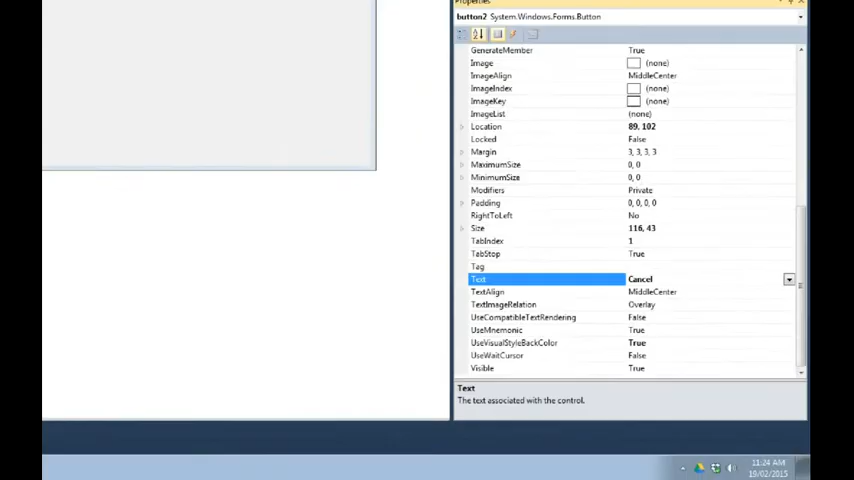 Properties
button2 System.Windows.Forms.Button
GenerateMember True
Image (none)
ImageAlign MiddleCenter
ImageIndex (none)
ImageKey (none)
ImageList (none)
Location 89, 102
Locked False
Margin 3, 3, 3, 3
MaximumSize 0, 0
MinimumSize 0, 0
Modifiers Private
Padding 0, 0, 0, 0
RightToLeft No
Size 116, 43
TabIndex 1
TabStop True
Tag
Text Cancel
TextAlign MiddleCenter
TextImageRelation Overlay
UseCompatibleTextRendering False
UseMnemonic True
UseVisualStyleBackColor True
UseWaitCursor False
Visible True
Text
The text associated with the control.
11:24 AM
19/02/2015